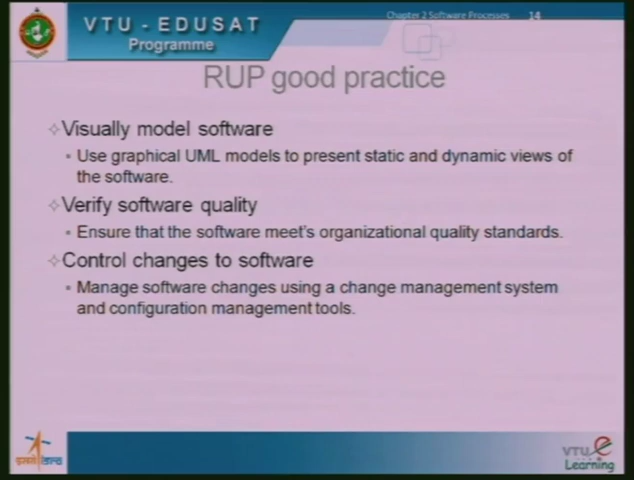 VTU - EDUSAT
Programme
Chapter 2 Software Processes 14
RUP good practice
Visually model software
Use graphical UML models to present static and dynamic views of
the software.
Verify software quality
Ensure that the software meet's organizational quality standards.
Control changes to software
Manage software changes using a change management system
and configuration management tools.
VTU
Learning